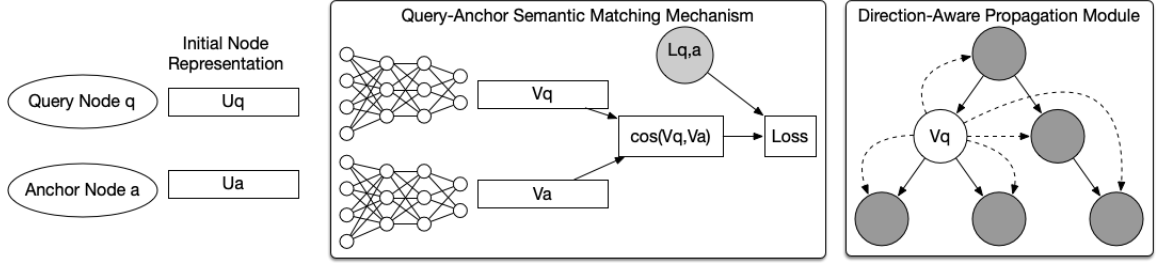 Initial Node
Representation
Query Node q
Uq
Anchor Node a
Ua
Query-Anchor Semantic Matching Mechanism
Lq,a
Vq
cos(Vq,Va)
Loss
Va
Direction-Aware Propagation Module
Vq